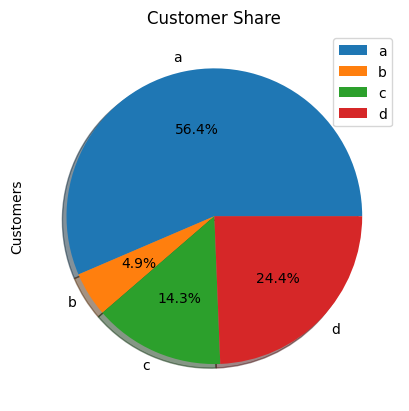 Customer Share
a
b
c
d
a
56.4%
Customers
4.9%
b
14.3%
c
24.4%
d